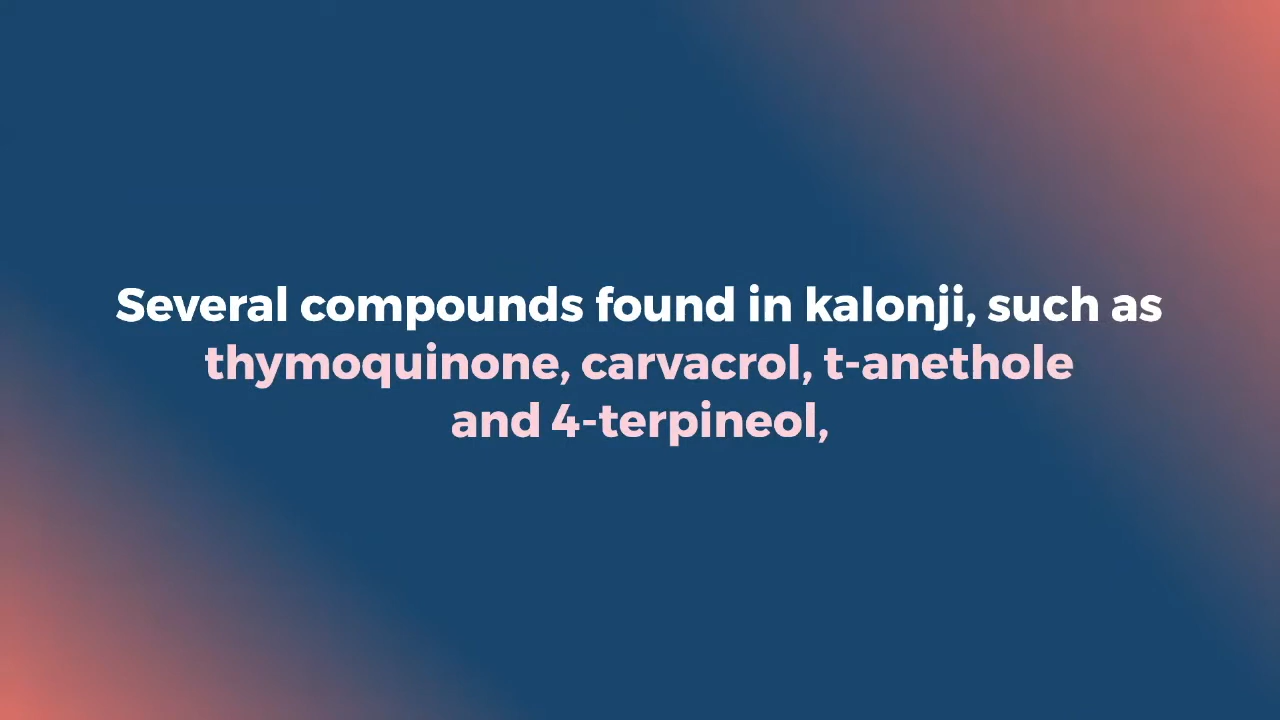 Several compounds found in kalonji, such as
thymoquinone, carvacrol, t-anethole
and 4-terpineol,